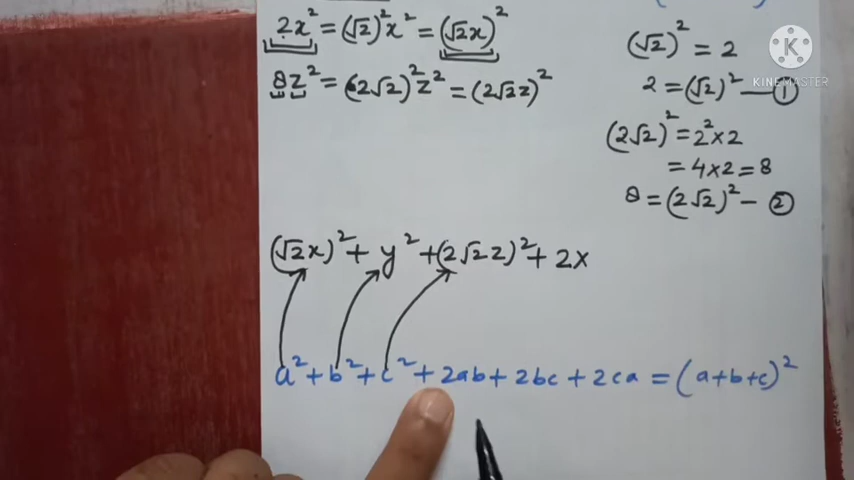 2x² = (√2)²x² = (√2x)²
8z² = (2√2)²z² = (2√2z)²
(√2)² = 2
2 = (√2)² — ①
(2√2)² = 2² × 2
= 4×2 = 8
8 = (2√2)² - ②
KINEMASTER
(√2x)² + y² + (2√2z)² + 2×
a² + b² + c² + 2ab + 2bc + 2ca = (a+b+c)²